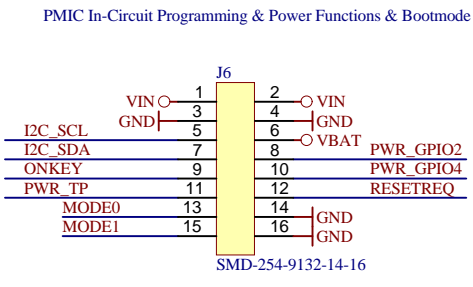 PMIC In-Circuit Programming & Power Functions & Bootmode
J6
VIN 1 2 VIN
GND 3 4 GND
I2C_SCL 5 6 VBAT
I2C_SDA 7 8 PWR_GPIO2
ONKEY 9 10 PWR_GPIO4
PWR_TP 11 12 RESETREQ
MODE0 13 14 GND
MODE1 15 16 GND
SMD-254-9132-14-16